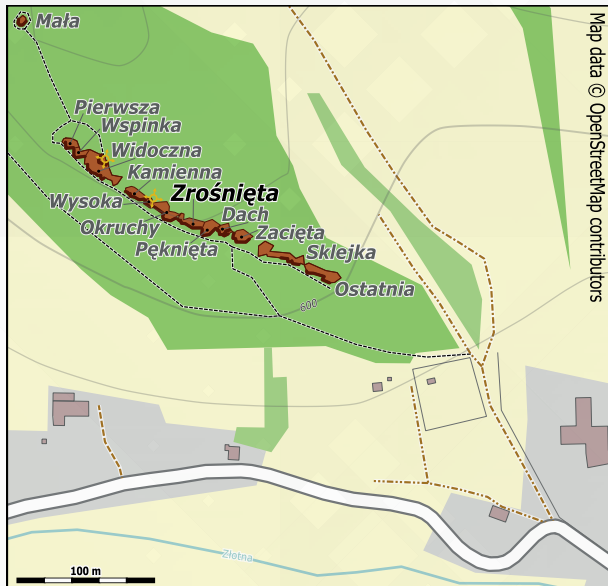 Mała
Map data © OpenStreetMap contributors
Pierwsza
Wspinka
Widoczna
Kamienna
Zrośnięta
Wysoka
Okruchy
Dach
Zacięta
Pęknięta
Sklejka
Ostatnia
600
Złotna
100 m